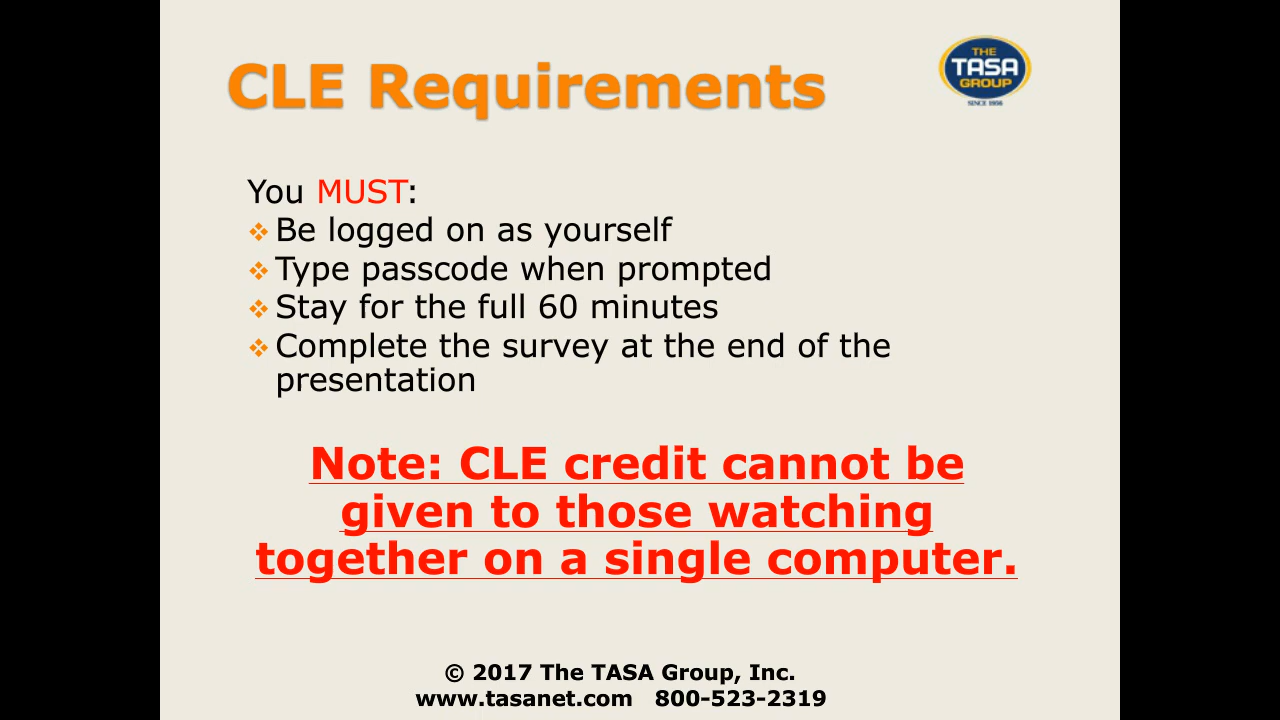 CLE Requirements
THE
TASA
GROUP
SINCE 1956
You MUST:
Be logged on as yourself
Type passcode when prompted
Stay for the full 60 minutes
Complete the survey at the end of the
presentation
Note: CLE credit cannot be
given to those watching
together on a single computer.
© 2017 The TASA Group, Inc.
www.tasanet.com 800-523-2319